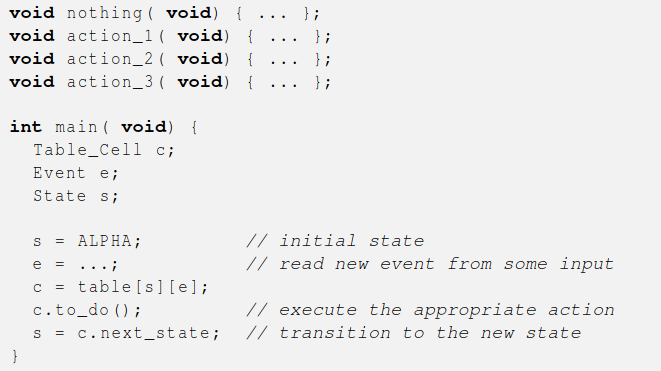 void nothing( void) { ... };
void action_1( void) { ... };
void action_2( void) { ... };
void action_3( void) { ... };

int main( void) {
  Table_Cell c;
  Event e;
  State s;

  s = ALPHA;         // initial state
  e = ...;           // read new event from some input
  c = table[s][e];
  c.to_do();         // execute the appropriate action
  s = c.next_state;  // transition to the new state
}